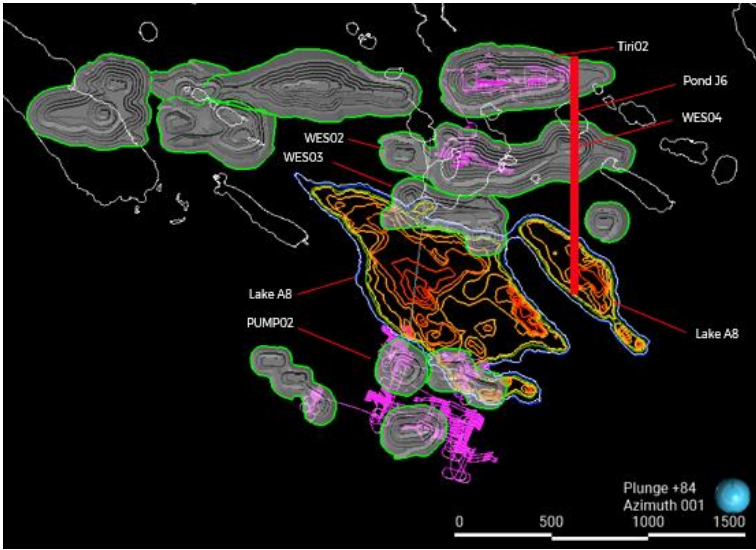 Tiri02
Pond J6
WES04
WES02
WES03
Lake A8
PUMP02
Lake A8
Plunge +84
Azimuth 001
0 500 1000 1500